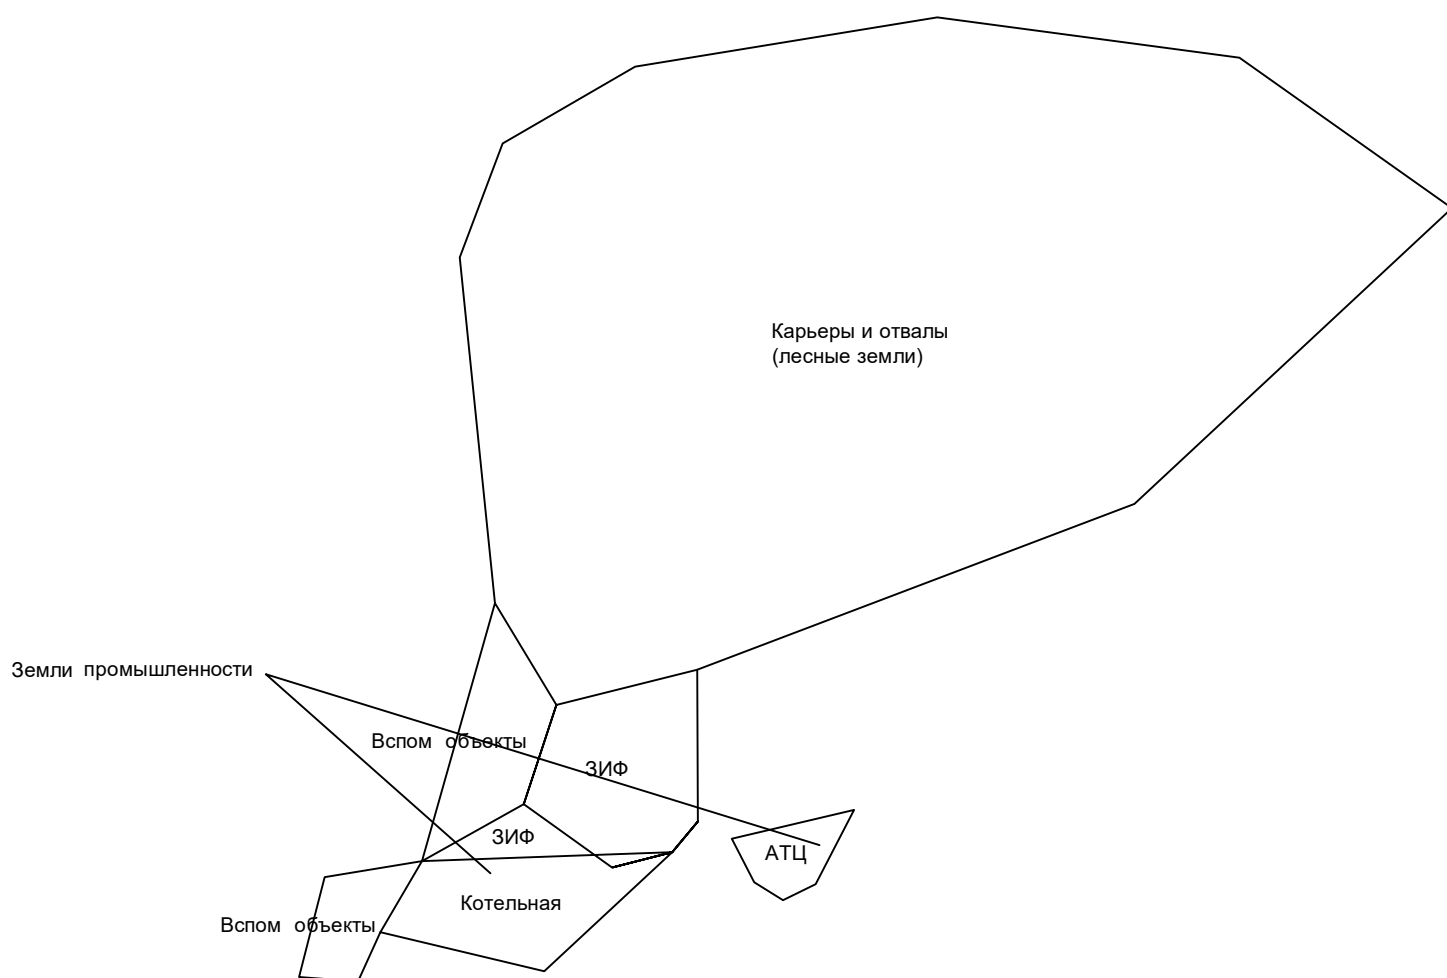 Карьеры и отвалы
(лесные земли)
Земли промышленности
Вспом объекты
ЗИФ
ЗИФ
АТЦ
Котельная
Вспом объекты